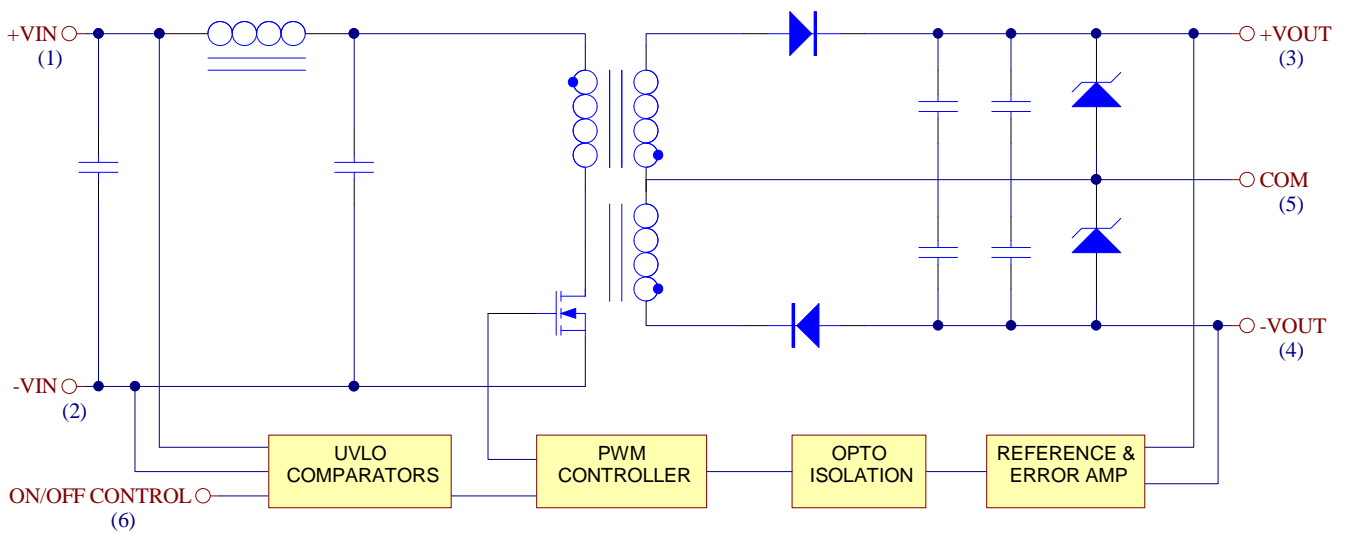 +VIN
(1)
+VOUT
(3)
COM
(5)
-VOUT
(4)
-VIN
(2)
UVLO
COMPARATORS
PWM
CONTROLLER
OPTO
ISOLATION
REFERENCE &
ERROR AMP
ON/OFF CONTROL
(6)